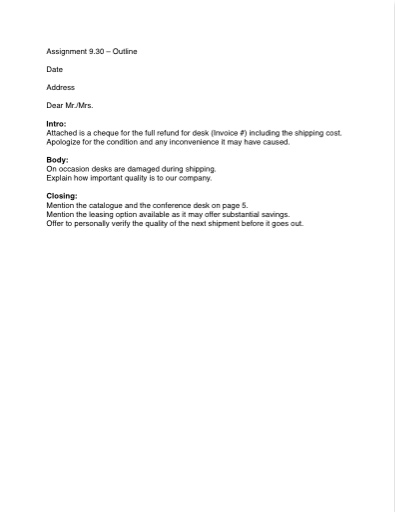 Assignment 9.30 – Outline
Date
Address
Dear Mr./Mrs.
Intro:
Attached is a cheque for the full refund for desk (Invoice #) including the shipping cost.
Apologize for the condition and any inconvenience it may have caused.
Body:
On occasion desks are damaged during shipping.
Explain how important quality is to our company.
Closing:
Mention the catalogue and the conference desk on page 5.
Mention the leasing option available as it may offer substantial savings.
Offer to personally verify the quality of the next shipment before it goes out.